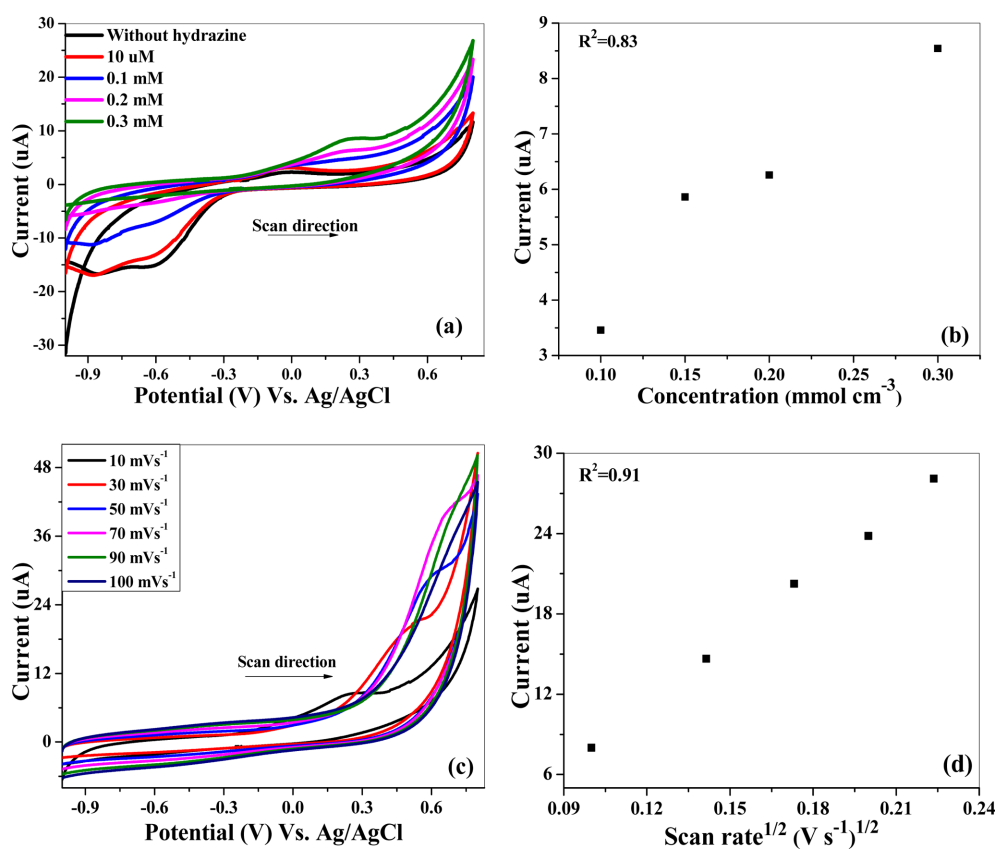 Without hydrazine
10 uM
0.1 mM
0.2 mM
0.3 mM
Scan direction
(a)
30
20
10
0
-10
-20
-30
Current (uA)
-0.9 -0.6 -0.3 0.0 0.3 0.6
Potential (V) Vs. Ag/AgCl
R²=0.83
(b)
9
8
7
6
5
4
3
Current (uA)
0.10 0.15 0.20 0.25 0.30
Concentration (mmol cm⁻³)
10 mVs⁻¹
30 mVs⁻¹
50 mVs⁻¹
70 mVs⁻¹
90 mVs⁻¹
100 mVs⁻¹
Scan direction
(c)
48
36
24
12
0
Current (uA)
-0.9 -0.6 -0.3 0.0 0.3 0.6
Potential (V) Vs. Ag/AgCl
R²=0.91
(d)
30
24
18
12
6
Current (uA)
0.09 0.12 0.15 0.18 0.21 0.24
Scan rate¹ᐟ² (V s⁻¹)¹ᐟ²